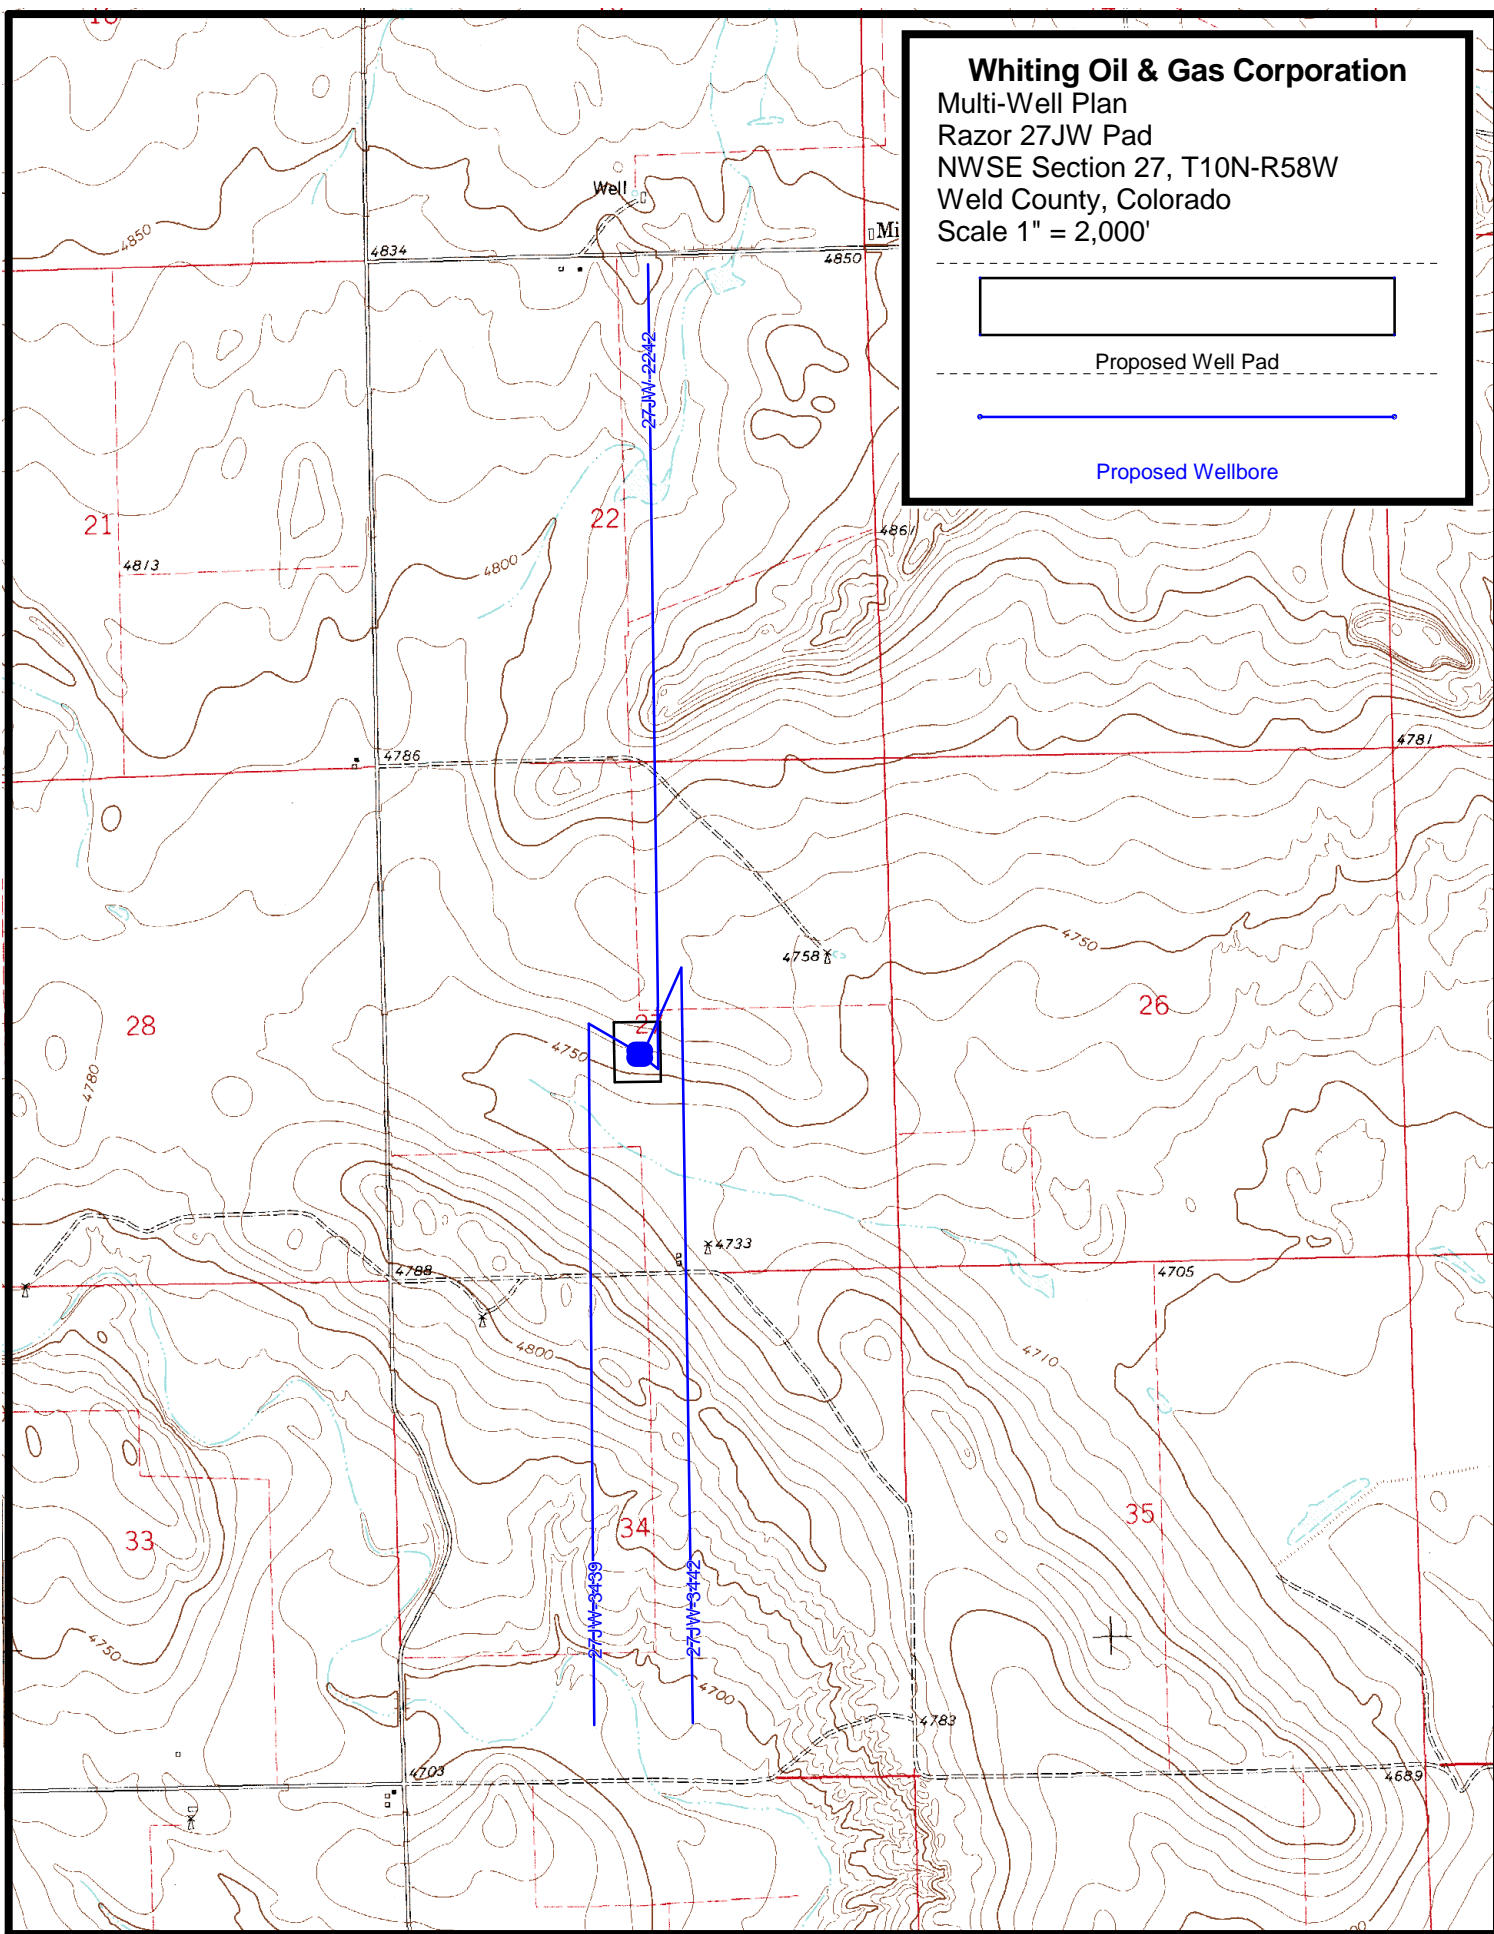 Whiting Oil & Gas Corporation
Multi-Well Plan
Razor 27JW Pad
NWSE Section 27, T10N-R58W
Weld County, Colorado
Scale 1" = 2,000'
Proposed Well Pad
Proposed Wellbore
Well
4850
4834
4850
Mi
27JW-2242
21
22
4861
4813
4800
4786
4781
4750
4758
28
26
4750
4780
4733
4788
4705
4800
4710
33
34
35
27JW-3439
27JW-3442
4750
4700
4783
4703
4689